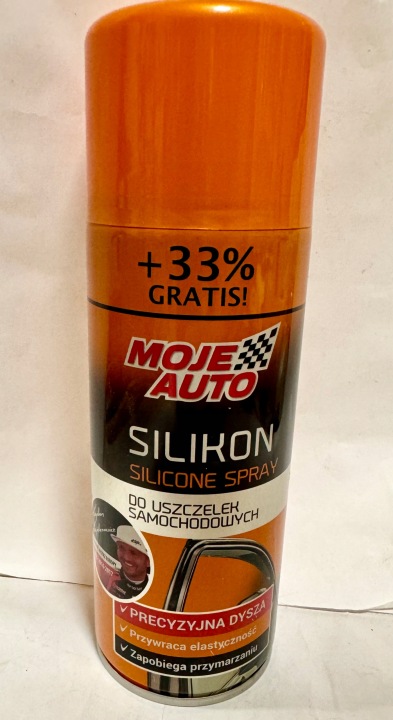 +33%
GRATIS!
MOJE
AUTO
SILIKON
SILICONE SPRAY
DO USZCZELEK
SAMOCHODOWYCH
✓ PRECYZYJNA DYSZA
✓ Przywraca elastyczność
✓ Zapobiega przymarzaniu